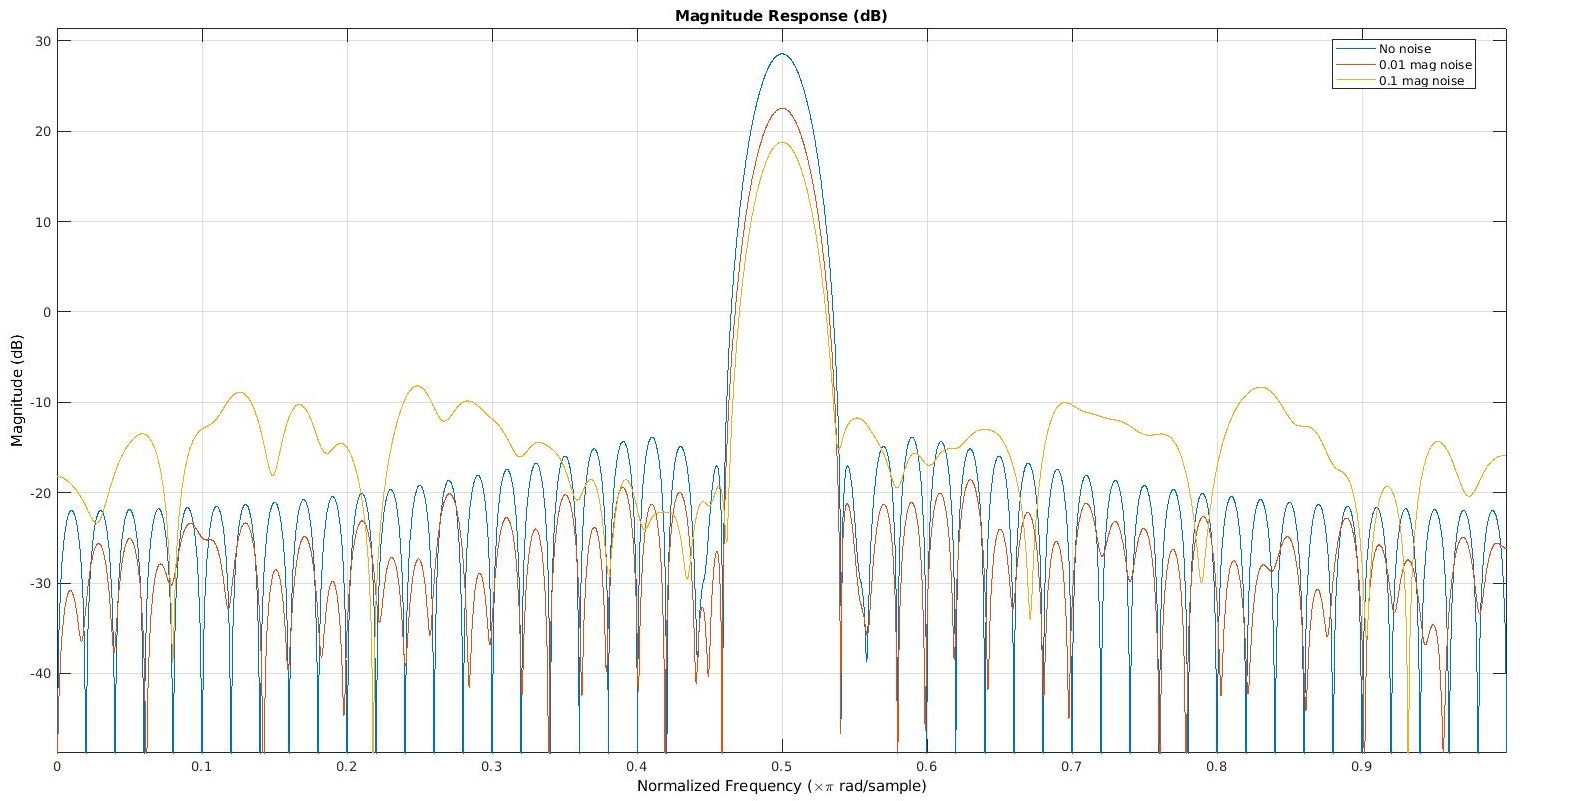 Magnitude Response (dB)
30
20
10
0
-10
-20
-30
-40
Magnitude (dB)
No noise
0.01 mag noise
0.1 mag noise
0 0.1 0.2 0.3 0.4 0.5 0.6 0.7 0.8 0.9
Normalized Frequency (×π rad/sample)